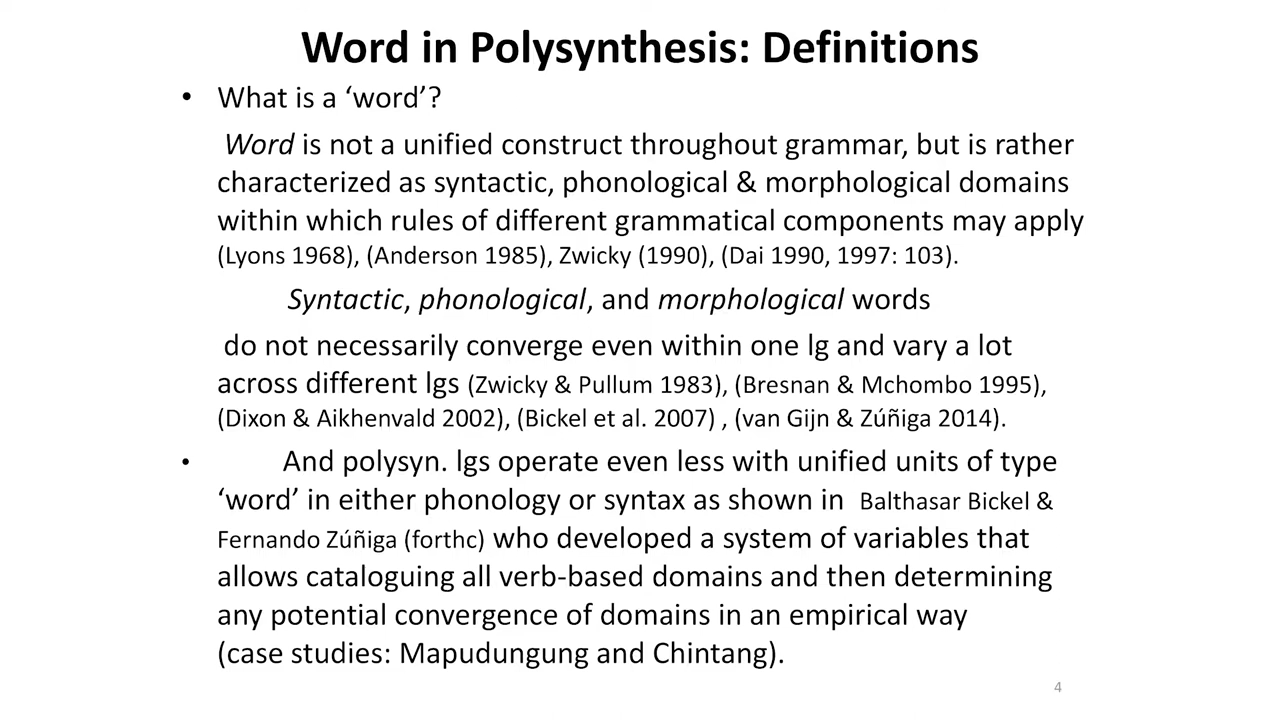 Word in Polysynthesis: Definitions
• What is a ‘word’?
Word is not a unified construct throughout grammar, but is rather
characterized as syntactic, phonological & morphological domains
within which rules of different grammatical components may apply
(Lyons 1968), (Anderson 1985), Zwicky (1990), (Dai 1990, 1997: 103).
Syntactic, phonological, and morphological words
do not necessarily converge even within one lg and vary a lot
across different lgs (Zwicky & Pullum 1983), (Bresnan & Mchombo 1995),
(Dixon & Aikhenvald 2002), (Bickel et al. 2007) , (van Gijn & Zúñiga 2014).
• And polysyn. lgs operate even less with unified units of type
‘word’ in either phonology or syntax as shown in Balthasar Bickel &
Fernando Zúñiga (forthc) who developed a system of variables that
allows cataloguing all verb-based domains and then determining
any potential convergence of domains in an empirical way
(case studies: Mapudungung and Chintang).
4